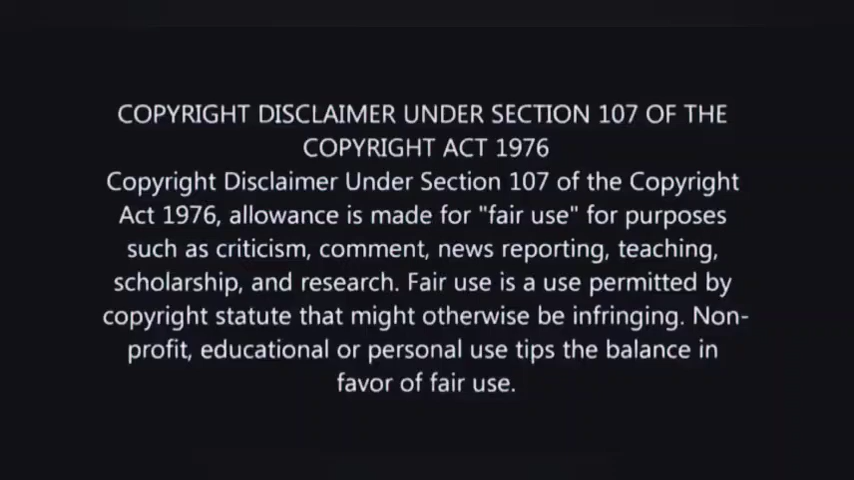 COPYRIGHT DISCLAIMER UNDER SECTION 107 OF THE
COPYRIGHT ACT 1976
Copyright Disclaimer Under Section 107 of the Copyright
Act 1976, allowance is made for "fair use" for purposes
such as criticism, comment, news reporting, teaching,
scholarship, and research. Fair use is a use permitted by
copyright statute that might otherwise be infringing. Non-
profit, educational or personal use tips the balance in
favor of fair use.